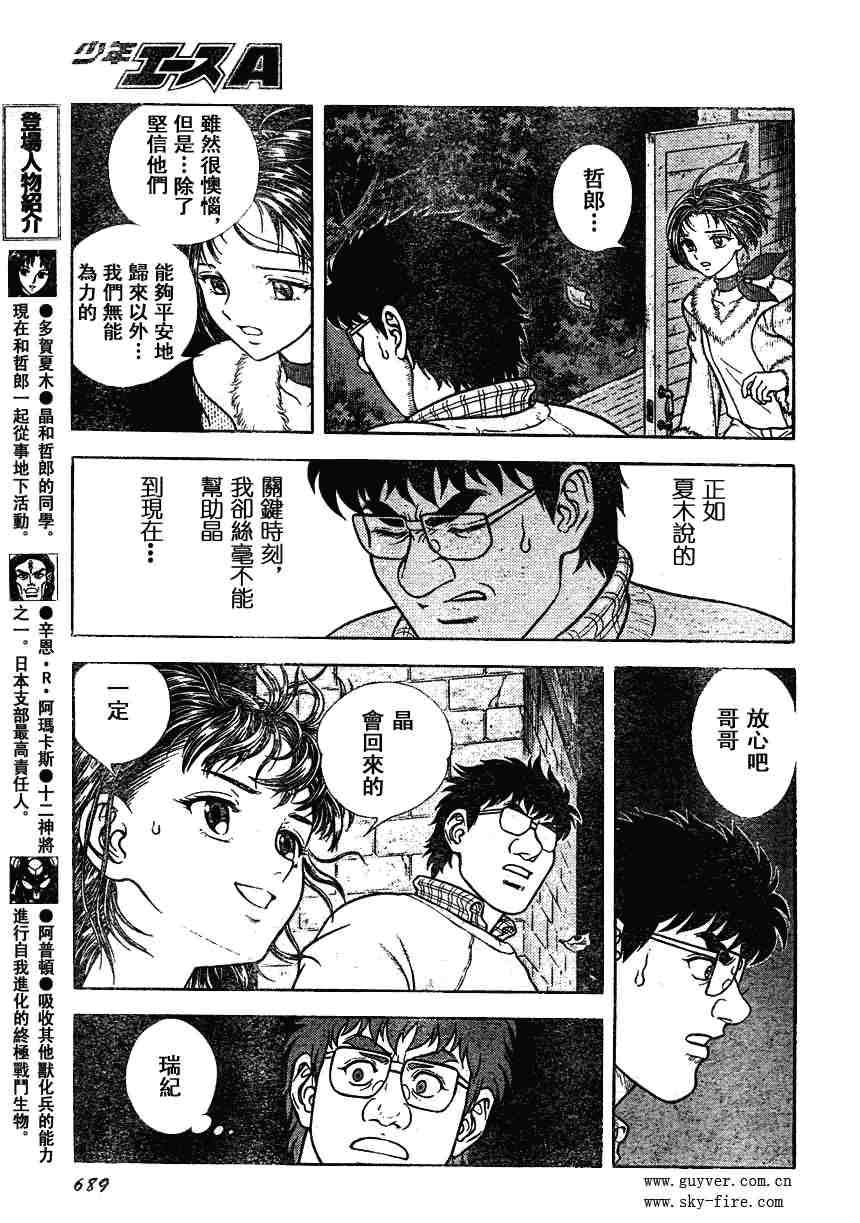 少年エースA
哲郎…
雖然很懊惱，
但是…除了
堅信他們
能夠平安地
歸來以外…
我們無能
為力的
正如
夏木說的
關鍵時刻，
我卻絲毫不能
幫助晶
到現在…
放心吧
哥哥
晶
會回來的
一定
瑞紀
登場人物紹介
●多賀夏木●晶和哲郎的同學。
現在和哲郎一起從事地下活動。
●辛恩·R·阿瑪卡斯●十二神將
之一。日本支部最高責任人。
●阿普頓●吸收其他獸化兵的能力
進行自我進化的終極戰鬥生物。
689
www.guyver.com.cn
www.sky-fire.com